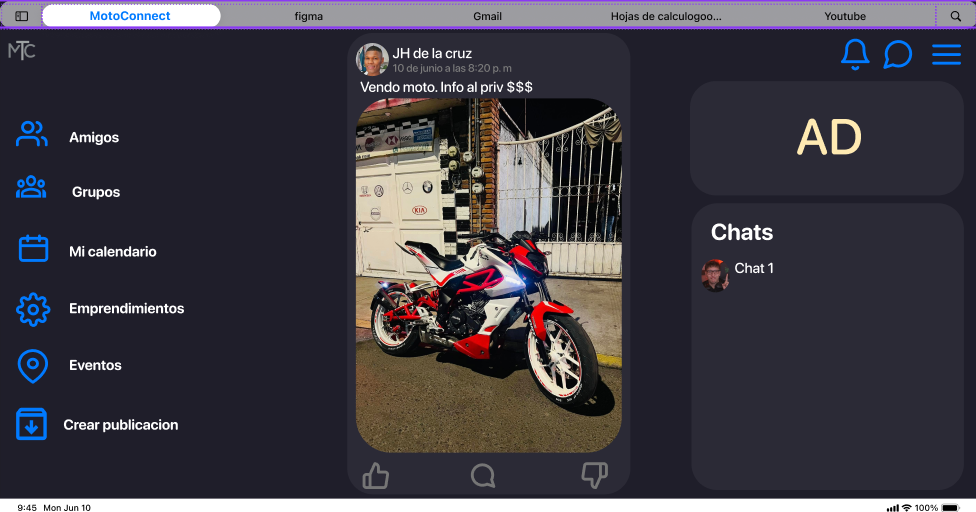 MotoConnect
figma
Gmail
Hojas de calculogoo...
Youtube
MTC
JH de la cruz
10 de junio a las 8:20 p. m
Vendo moto. Info al priv $$$
KIA
Amigos
Grupos
Mi calendario
Emprendimientos
Eventos
Crear publicacion
AD
Chats
Chat 1
9:45 Mon Jun 10
100%